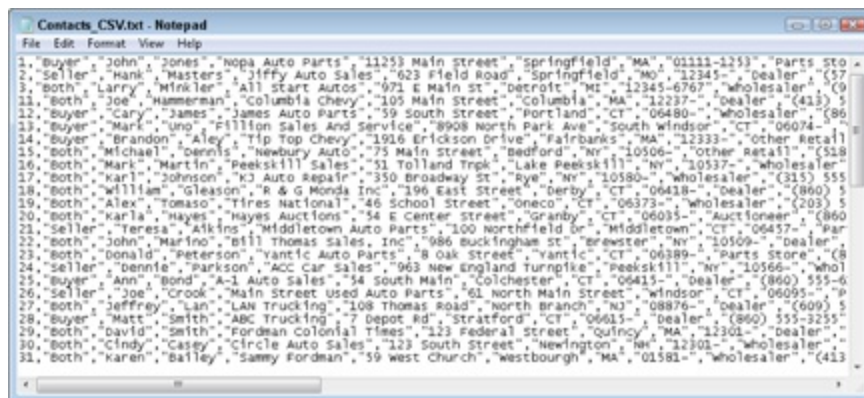 Contacts_CSV.txt - Notepad
File Edit Format View Help
1,"Buyer","John","Jones","Nopa Auto Parts","11253 Main Street","Springfield","MA","01111-1253","Parts Sto
2,"Seller","Hank","Masters","Jiffy Auto Sales","623 Field Road","Springfield","MO","12345-","Dealer","(57
3,"Both","Larry","Minkler","All Start Autos","971 E Main St","Detroit","MI","12345-6767","Wholesaler","(9
11,"Both","Joe","Hammerman","Columbia Chevy","105 Main Street","Columbia","MA","12237-","Dealer","(413)
12,"Buyer","Cary","James","James Auto Parts","59 South Street","Portland","CT","06480-","Wholesaler","(86
13,"Buyer","Mark","Uno","Fillion Sales And Service","8908 North Park Ave","South Windsor","CT","06074-","
14,"Buyer","Brandon","Aley","Tip Top Chevy","1916 Erickson Drive","Fairbanks","MA","12333-","Other Retail
15,"Both","Michael","Dennis","Newbury Auto","75 Main Street","Bedford","NY","10506-","Other Retail","(518
16,"Both","Mark","Martin","Peekskill Sales","51 Tolland Tnpk","Lake Peekskill","NY","10537-","Wholesaler"
17,"Both","Karl","Johnson","KJ Auto Repair","350 Broadway St","Rye","NY","10580-","Wholesaler","(315) 555
18,"Both","William","Gleason","R & G Monda Inc","196 East Street","Derby","CT","06418-","Dealer","(860)
19,"Both","Alex","Tomaso","Tires National","46 School Street","Oneco","CT","06373-","Wholesaler","(203) 5
20,"Both","Karla","Hayes","Hayes Auctions","54 E Center Street","Granby","CT","06035-","Auctioneer","(860
21,"Seller","Teresa","Aikins","Middletown Auto Parts","100 Northfield Dr","Middletown","CT","06457-","Par
22,"Both","John","Marino","Bill Thomas Sales, Inc","986 Buckingham St","Brewster","NY","10509-","Dealer"
23,"Both","Donald","Peterson","Yantic Auto Parts","8 Oak Street","Yantic","CT","06389-","Parts Store","(8
24,"Seller","Dennie","Parkson","ACC Car Sales","963 New England Turnpike","Peekskill","NY","10566-","Whol
25,"Buyer","Ann","Bond","A-1 Auto Sales","54 South Main","Colchester","CT","06415-","Dealer","(860) 555-6
26,"Seller","Joe","Crook","Main Street Used Auto Parts","61 North Main Street","Windsor","CT","06095-","
27,"Both","Jeffrey","Lan","LAN Trucking","108 Thomas Road","North Branch","NJ","08876-","Dealer","(609) 5
28,"Buyer","Matt","Smith","ABC Trucking","7 Depot Rd","Stratford","CT","06615-","Dealer","(860) 555-3255
29,"Both","David","Smith","Fordman Colonial Times","123 Federal Street","Quincy","MA","12301-","Dealer"
30,"Both","Cindy","Casey","Circle Auto Sales","123 South Street","Newington","NH","12301-","Wholesaler"
31,"Both","Karen","Bailey","Sammy Fordman","59 West Church","Westbourgh","MA","01581-","Wholesaler","(413